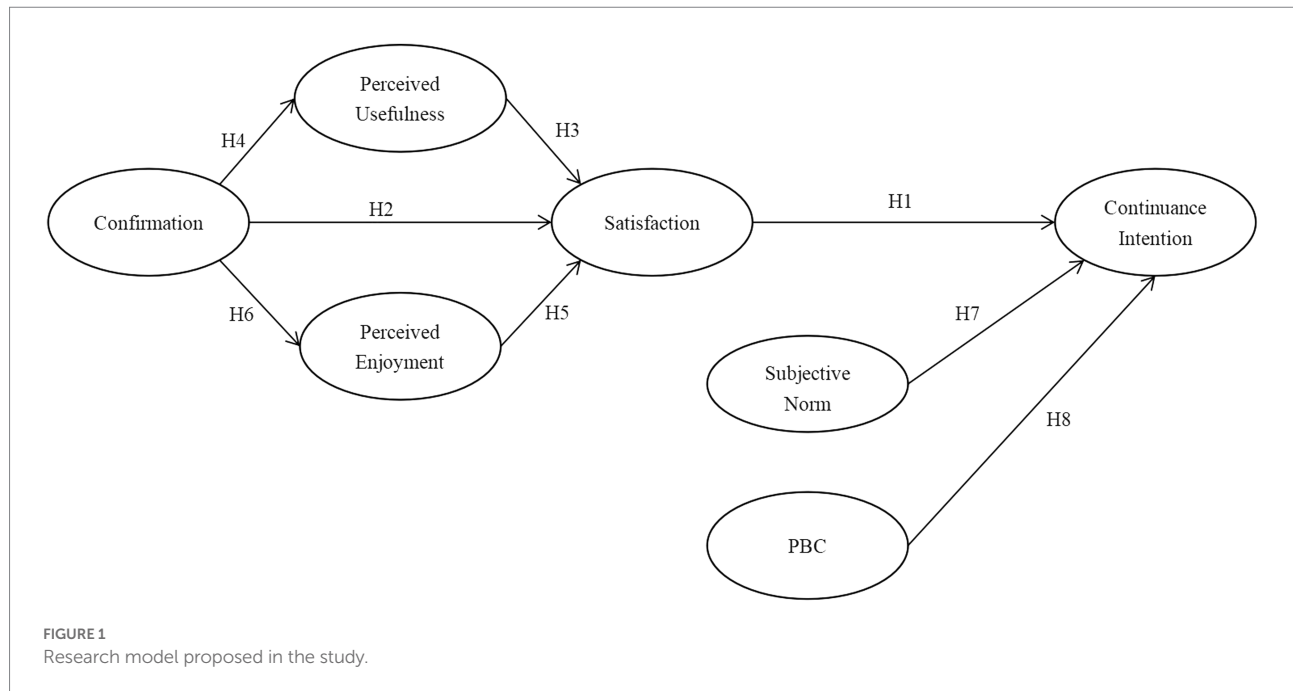 Perceived
Usefulness
H4
H3
Confirmation
H2
Satisfaction
H1
Continuance
Intention
H6
Perceived
Enjoyment
H5
H7
Subjective
Norm
H8
PBC
FIGURE 1
Research model proposed in the study.